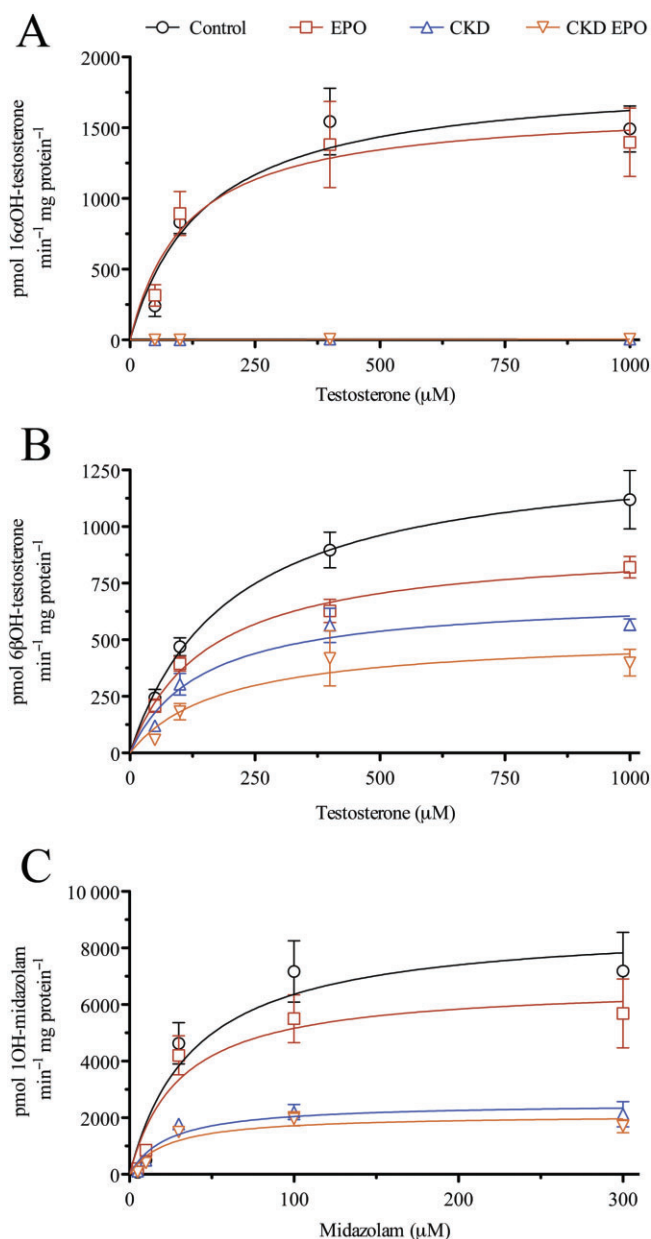 A
Control EPO CKD CKD EPO
2000
1500
1000
500
0
pmol 16αOH-testosterone
min⁻¹ mg protein⁻¹
0 250 500 750 1000
Testosterone (μM)
B
1250
1000
750
500
250
0
pmol 6βOH-testosterone
min⁻¹ mg protein⁻¹
0 250 500 750 1000
Testosterone (μM)
C
10 000
8000
6000
4000
2000
0
pmol 1OH-midazolam
min⁻¹ mg protein⁻¹
0 100 200 300
Midazolam (μM)